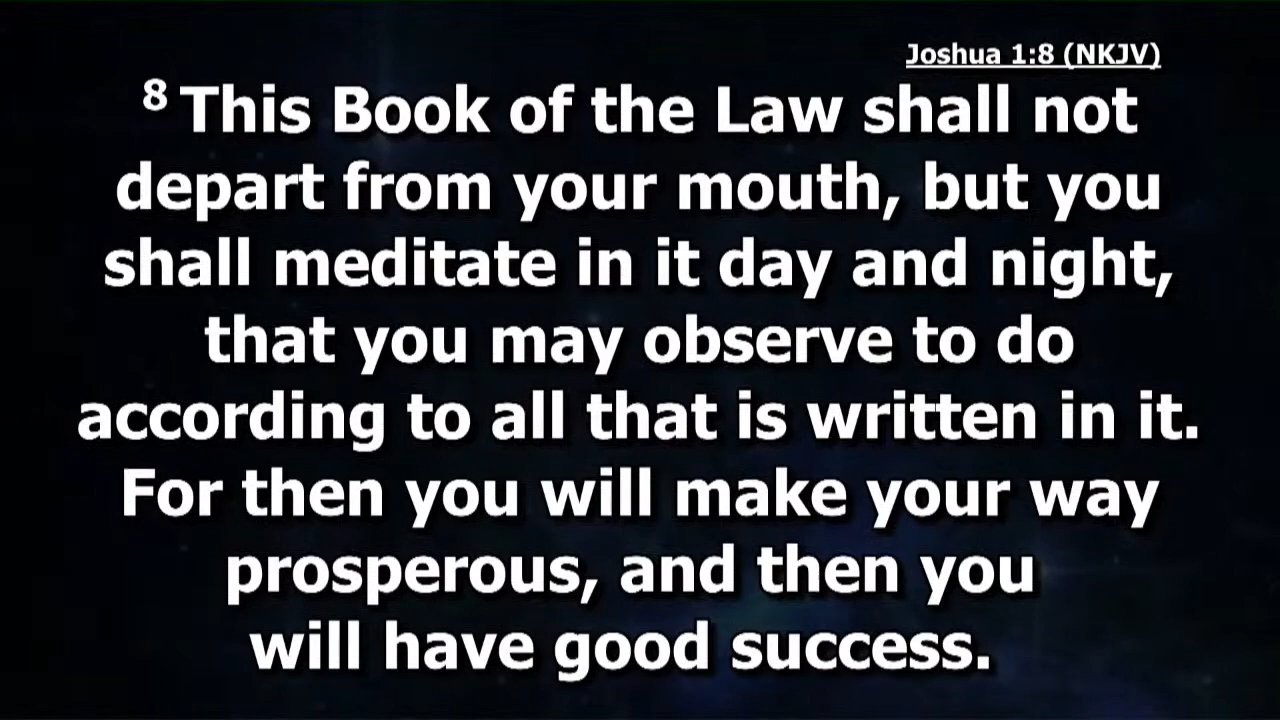 Joshua 1:8 (NKJV)
8 This Book of the Law shall not
depart from your mouth, but you
shall meditate in it day and night,
that you may observe to do
according to all that is written in it.
For then you will make your way
prosperous, and then you
will have good success.